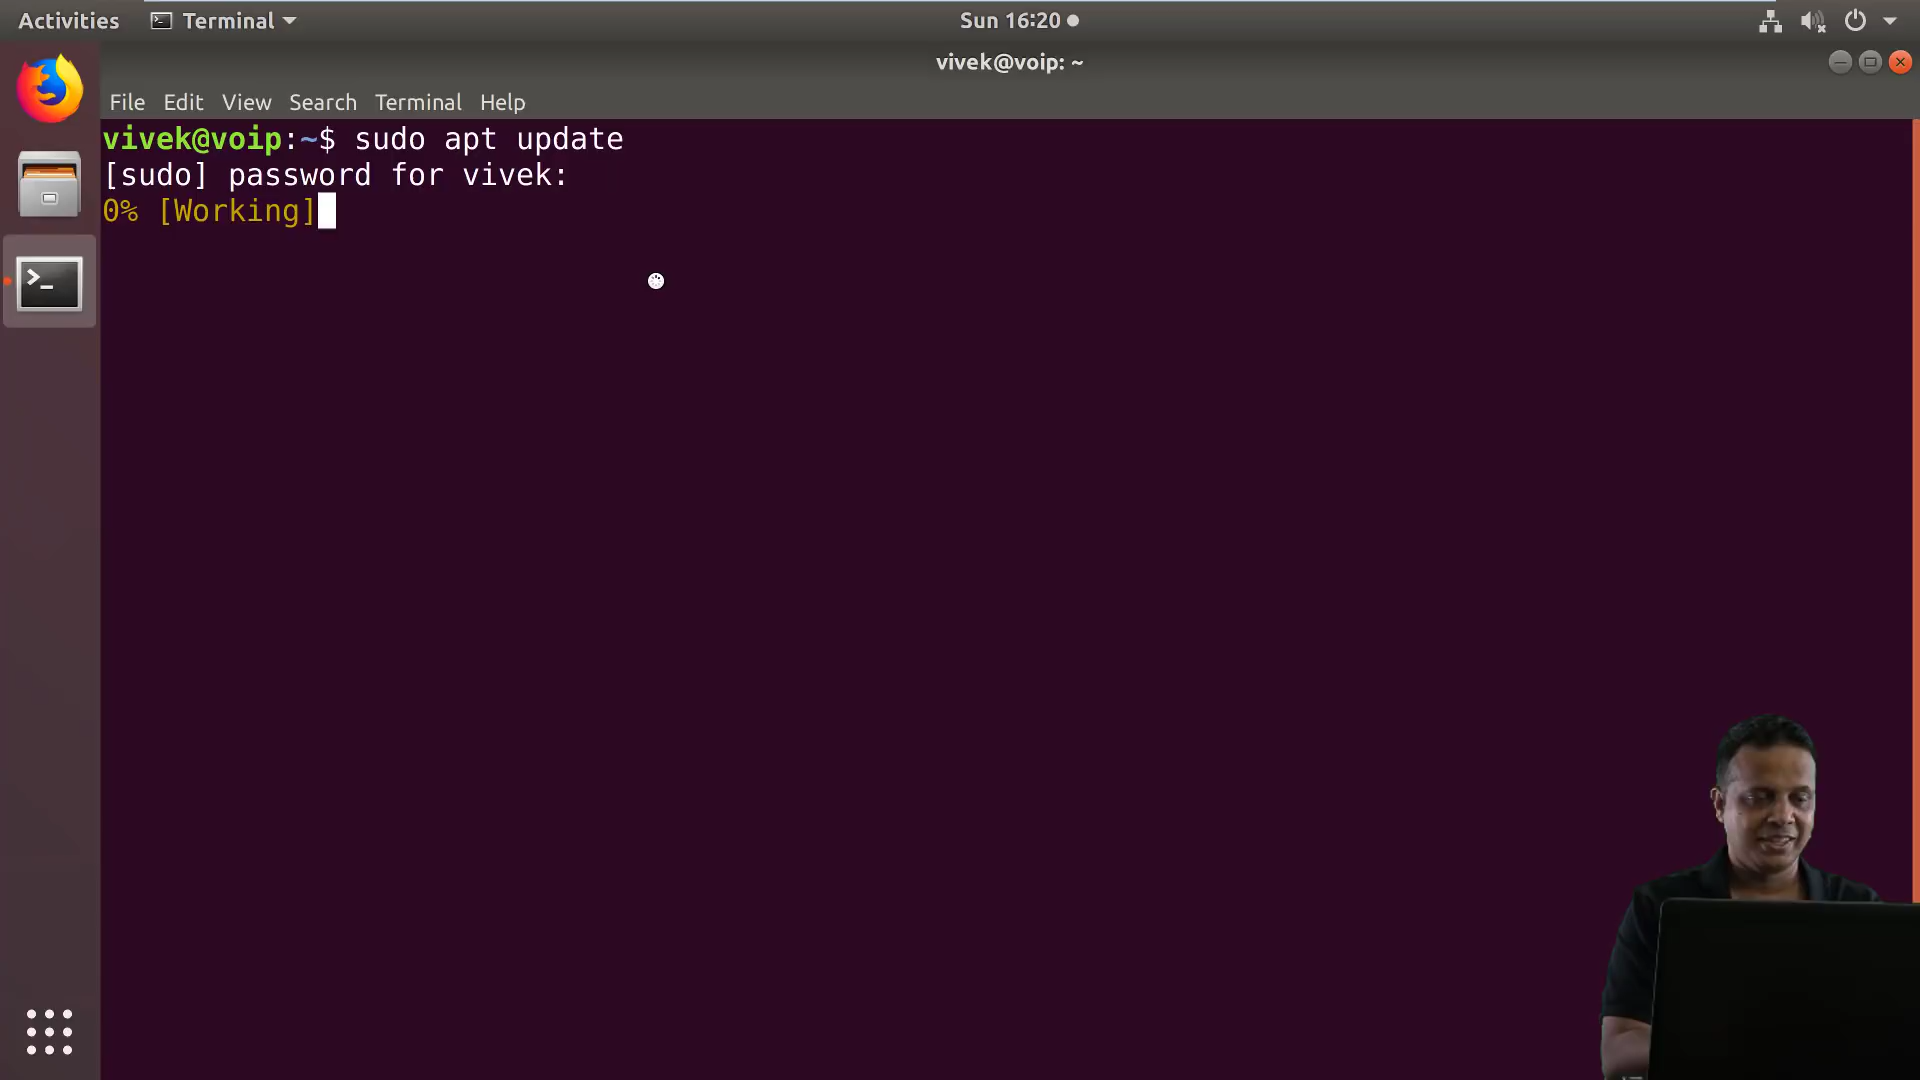 Activities Terminal Sun 16:20
vivek@voip: ~
File Edit View Search Terminal Help
vivek@voip:~$ sudo apt update
[sudo] password for vivek:
0% [Working]